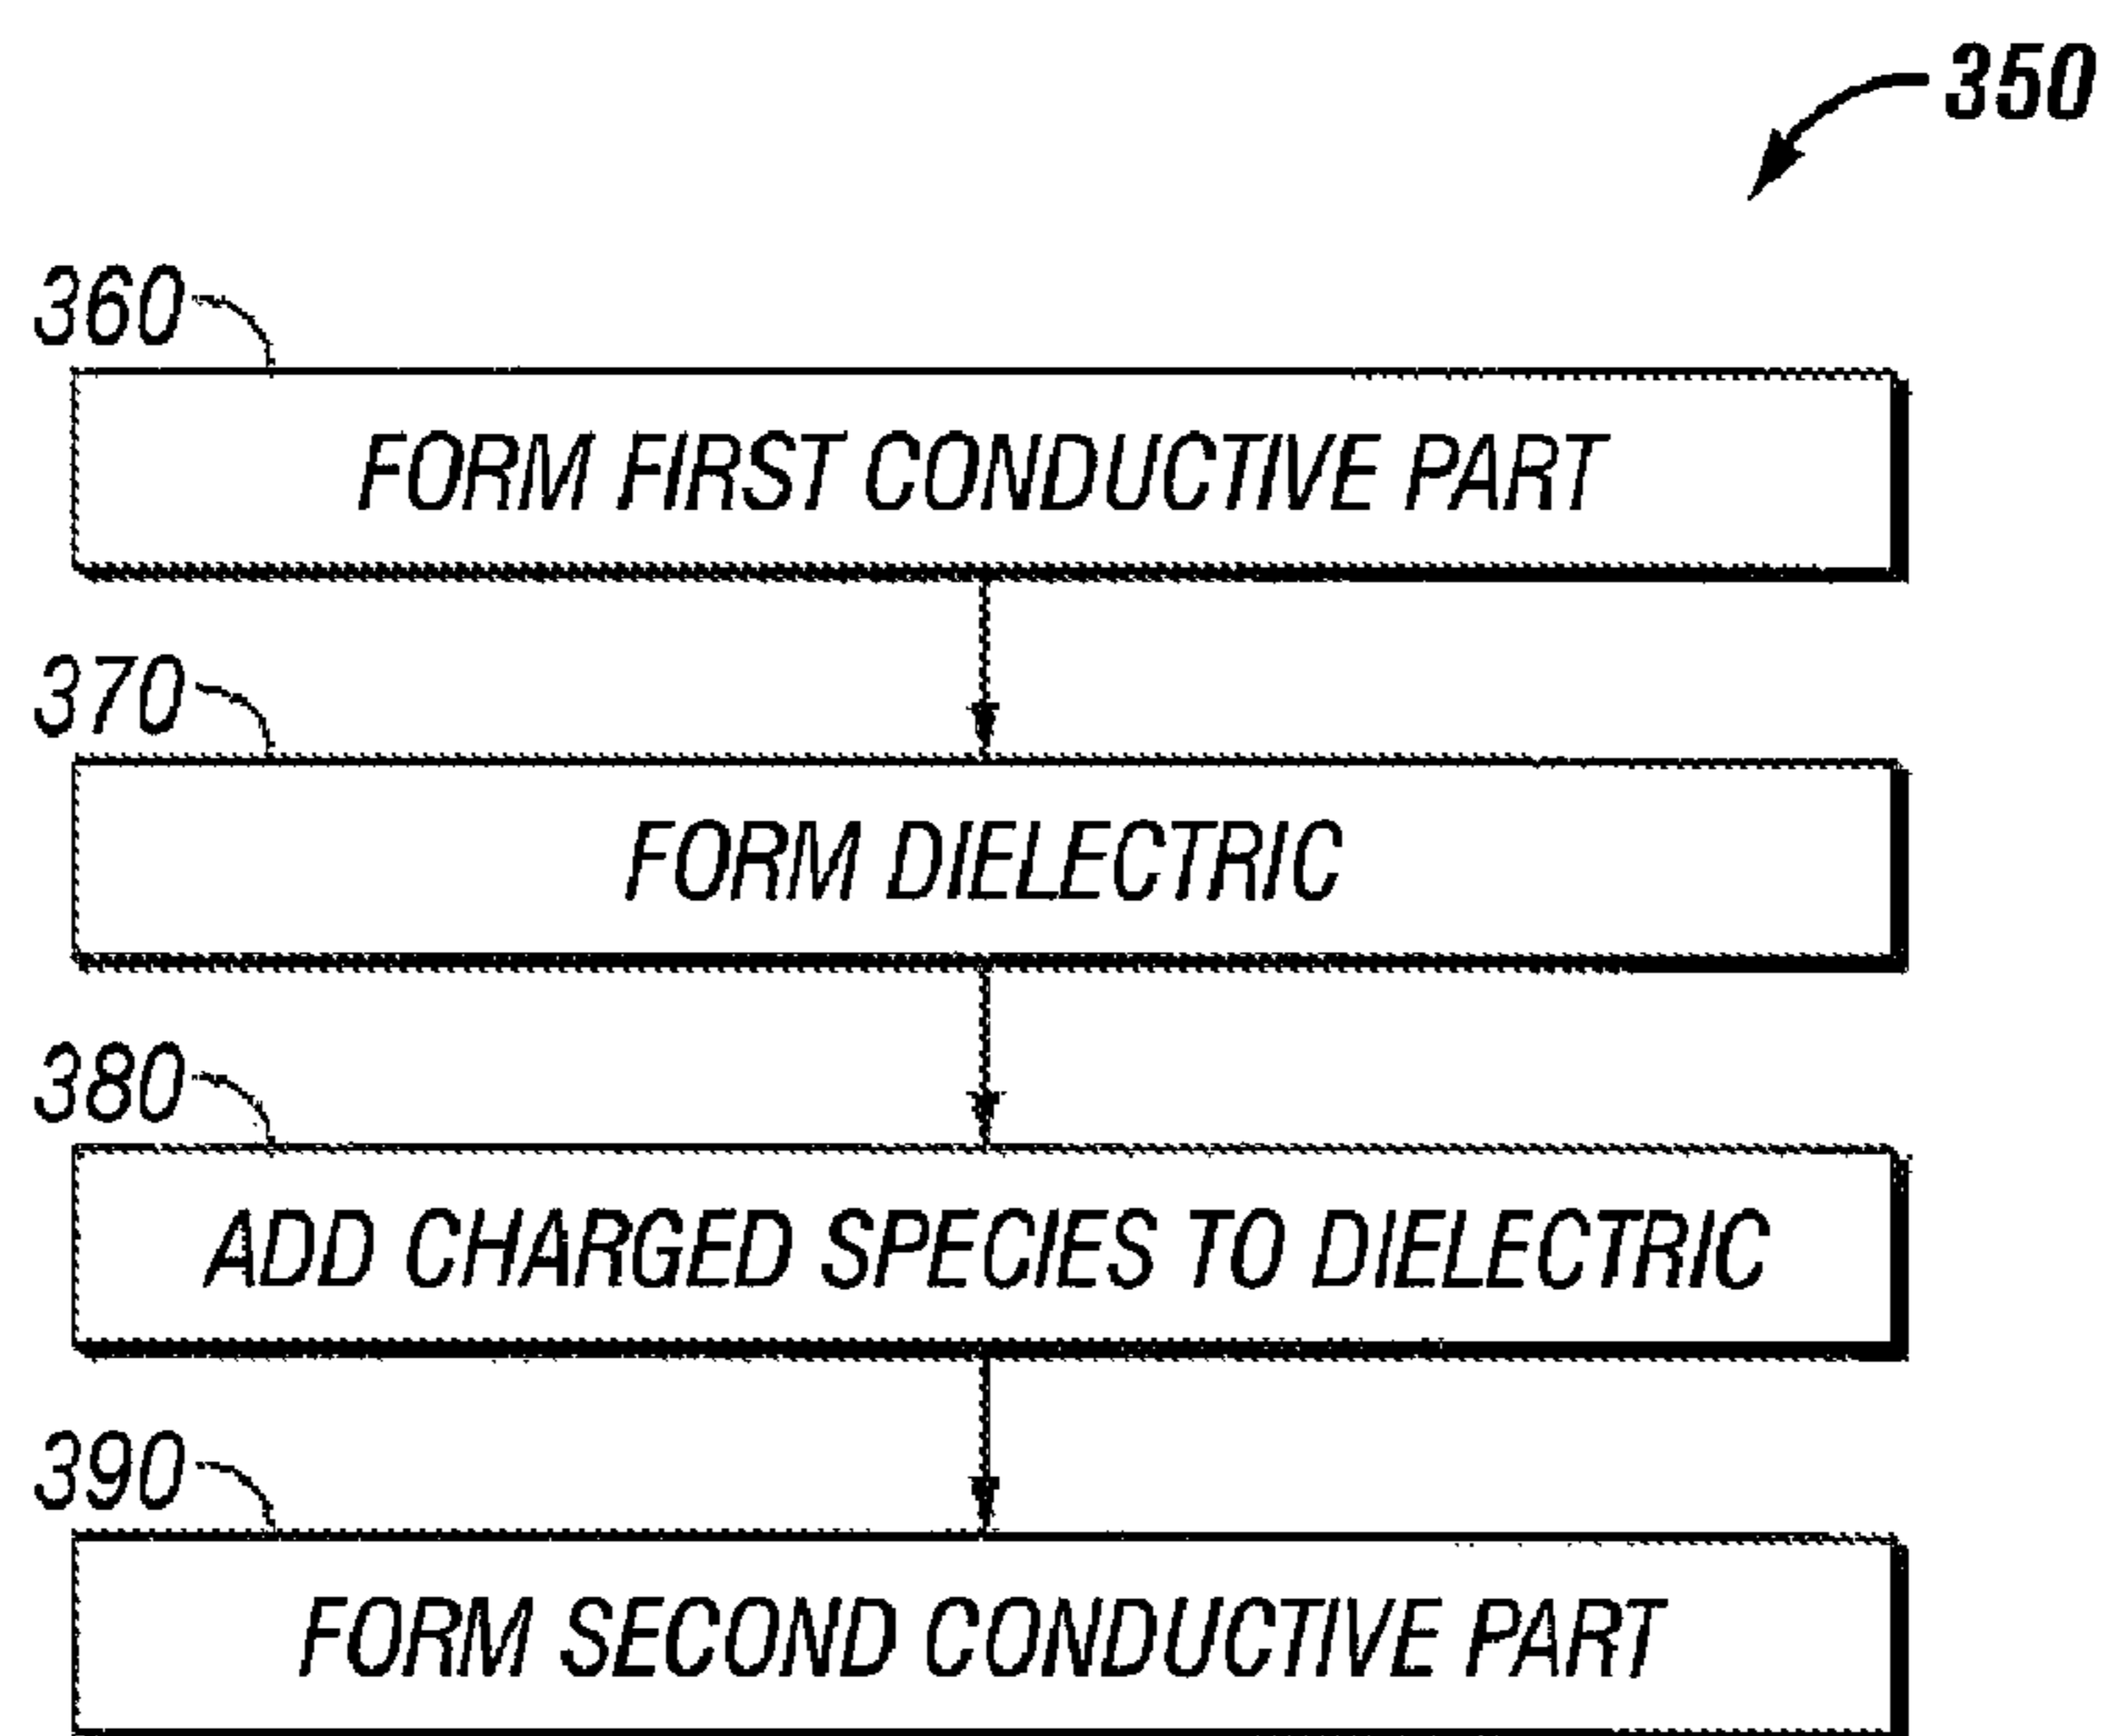 350
360
FORM FIRST CONDUCTIVE PART
370
FORM DIELECTRIC
380
ADD CHARGED SPECIES TO DIELECTRIC
390
FORM SECOND CONDUCTIVE PART